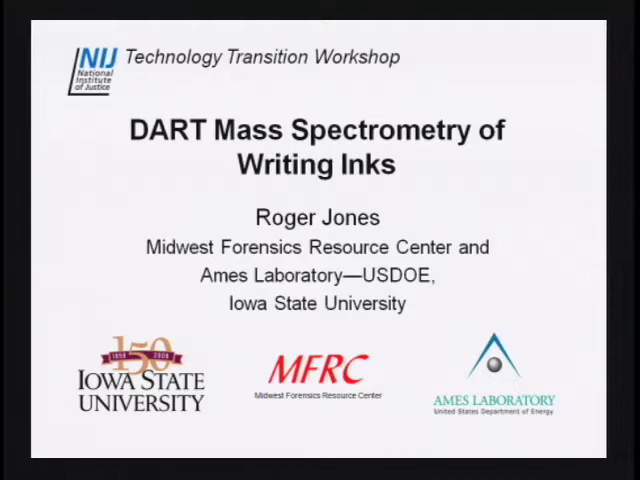 NIJ
National
Institute
of Justice
Technology Transition Workshop
DART Mass Spectrometry of
Writing Inks
Roger Jones
Midwest Forensics Resource Center and
Ames Laboratory—USDOE,
Iowa State University
150
1858 2008
IOWA STATE
UNIVERSITY
MFRC
Midwest Forensics Resource Center
AMES LABORATORY
United States Department of Energy